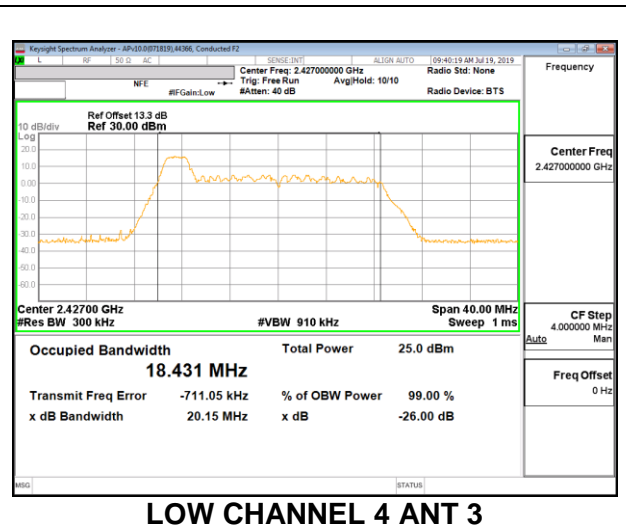 Keysight Spectrum Analyzer - APv10.0(071819),44366, Conducted F2
L RF 50 Ω AC SENSE:INT ALIGN AUTO 09:40:19 AM Jul 19, 2019
Center Freq: 2.427000000 GHz Radio Std: None
NFE Trig: Free Run Avg|Hold: 10/10
#IFGain:Low #Atten: 40 dB Radio Device: BTS
Frequency
Ref Offset 13.3 dB
10 dB/div Ref 30.00 dBm
Log
20.0
10.0
0.00
-10.0
-20.0
-30.0
-40.0
-50.0
-60.0
Center 2.42700 GHz Span 40.00 MHz
#Res BW 300 kHz #VBW 910 kHz Sweep 1 ms
Center Freq
2.427000000 GHz
CF Step
4.000000 MHz
Auto Man
Freq Offset
0 Hz
Occupied Bandwidth Total Power 25.0 dBm
18.431 MHz
Transmit Freq Error -711.05 kHz % of OBW Power 99.00 %
x dB Bandwidth 20.15 MHz x dB -26.00 dB
MSG STATUS
LOW CHANNEL 4 ANT 3